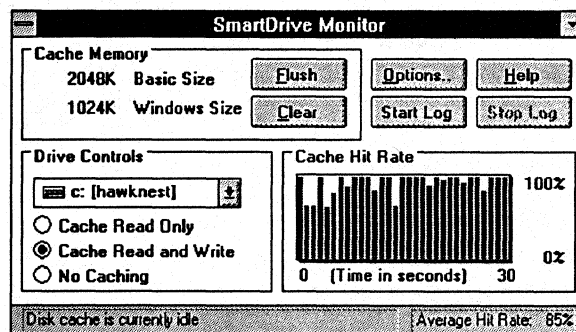 SmartDrive Monitor
Cache Memory
2048K Basic Size
1024K Windows Size
Flush
Clear
Options..
Help
Start Log
Stop Log
Drive Controls
c: [hawknest]
Cache Read Only
Cache Read and Write
No Caching
Cache Hit Rate
100%
0%
0 (Time in seconds) 30
Disk cache is currently idle
Average Hit Rate: 85%